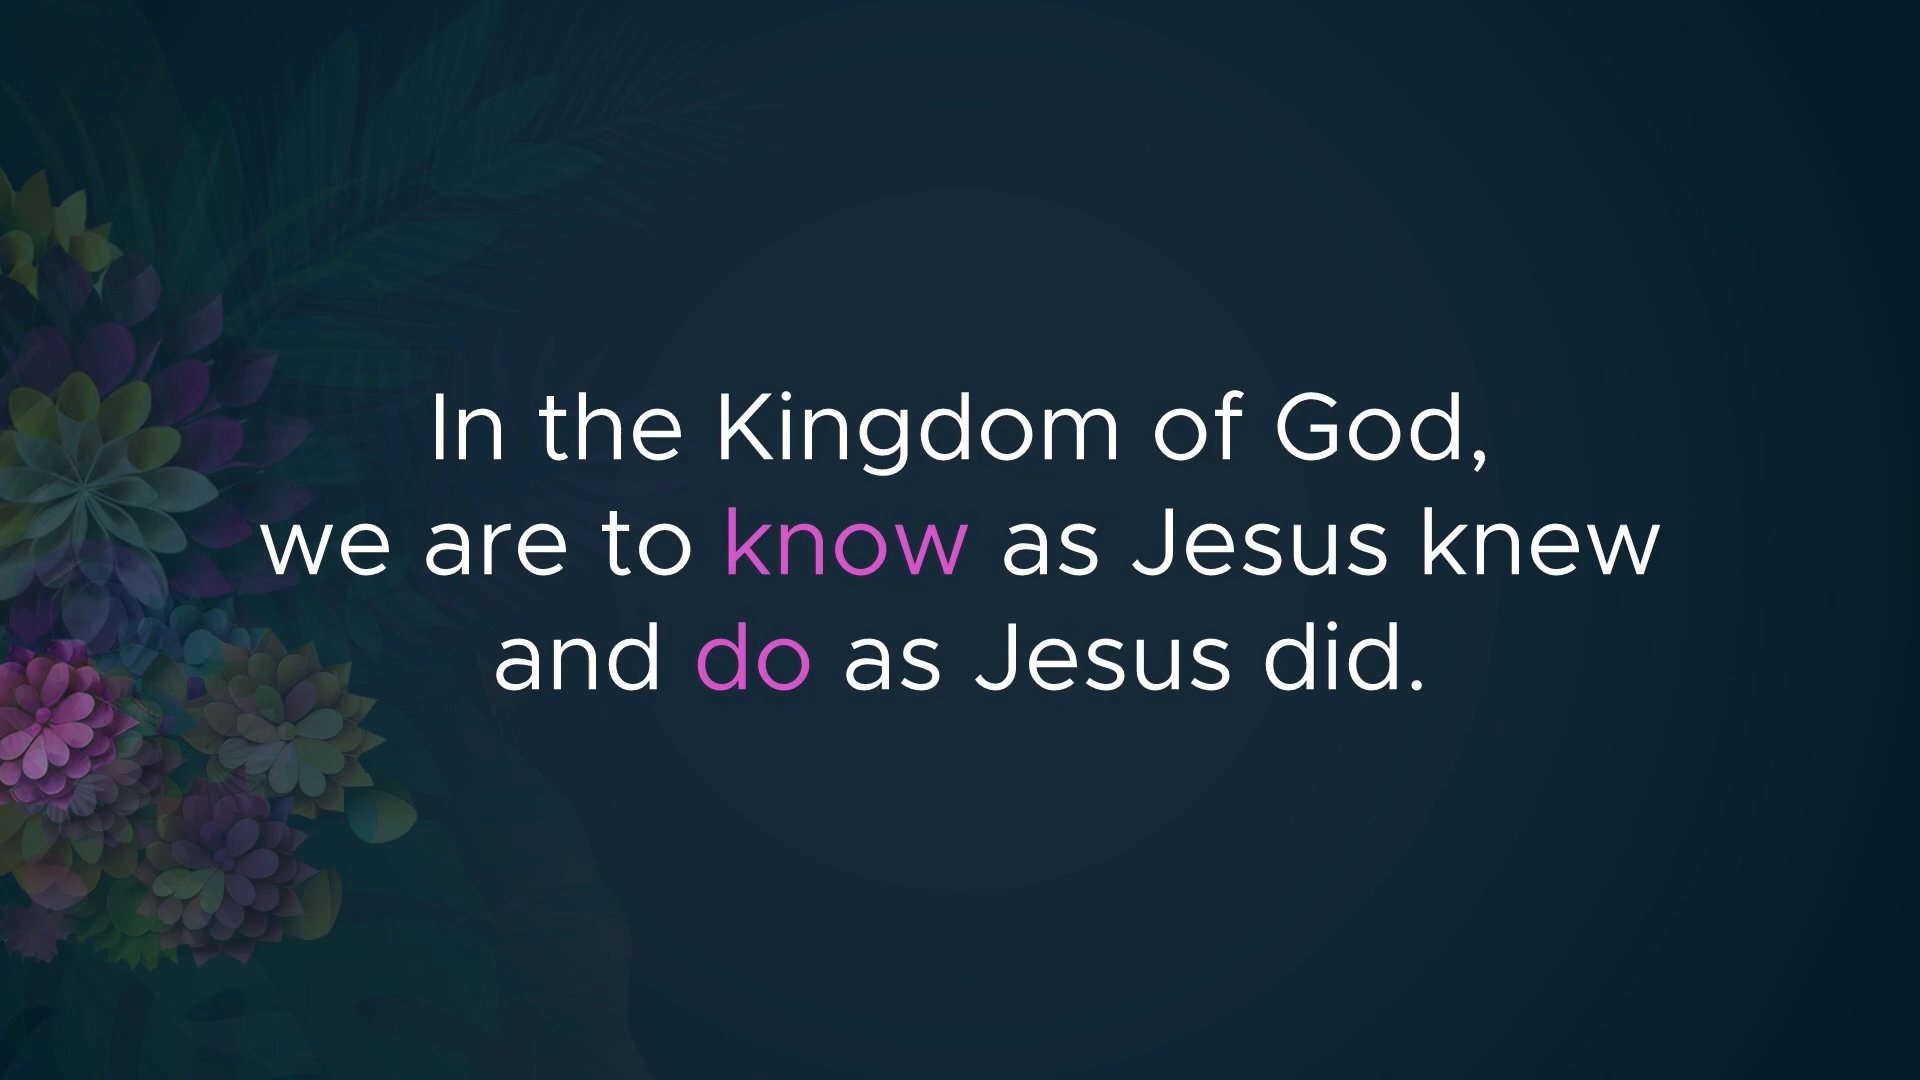 In the Kingdom of God,
we are to know as Jesus knew
and do as Jesus did.